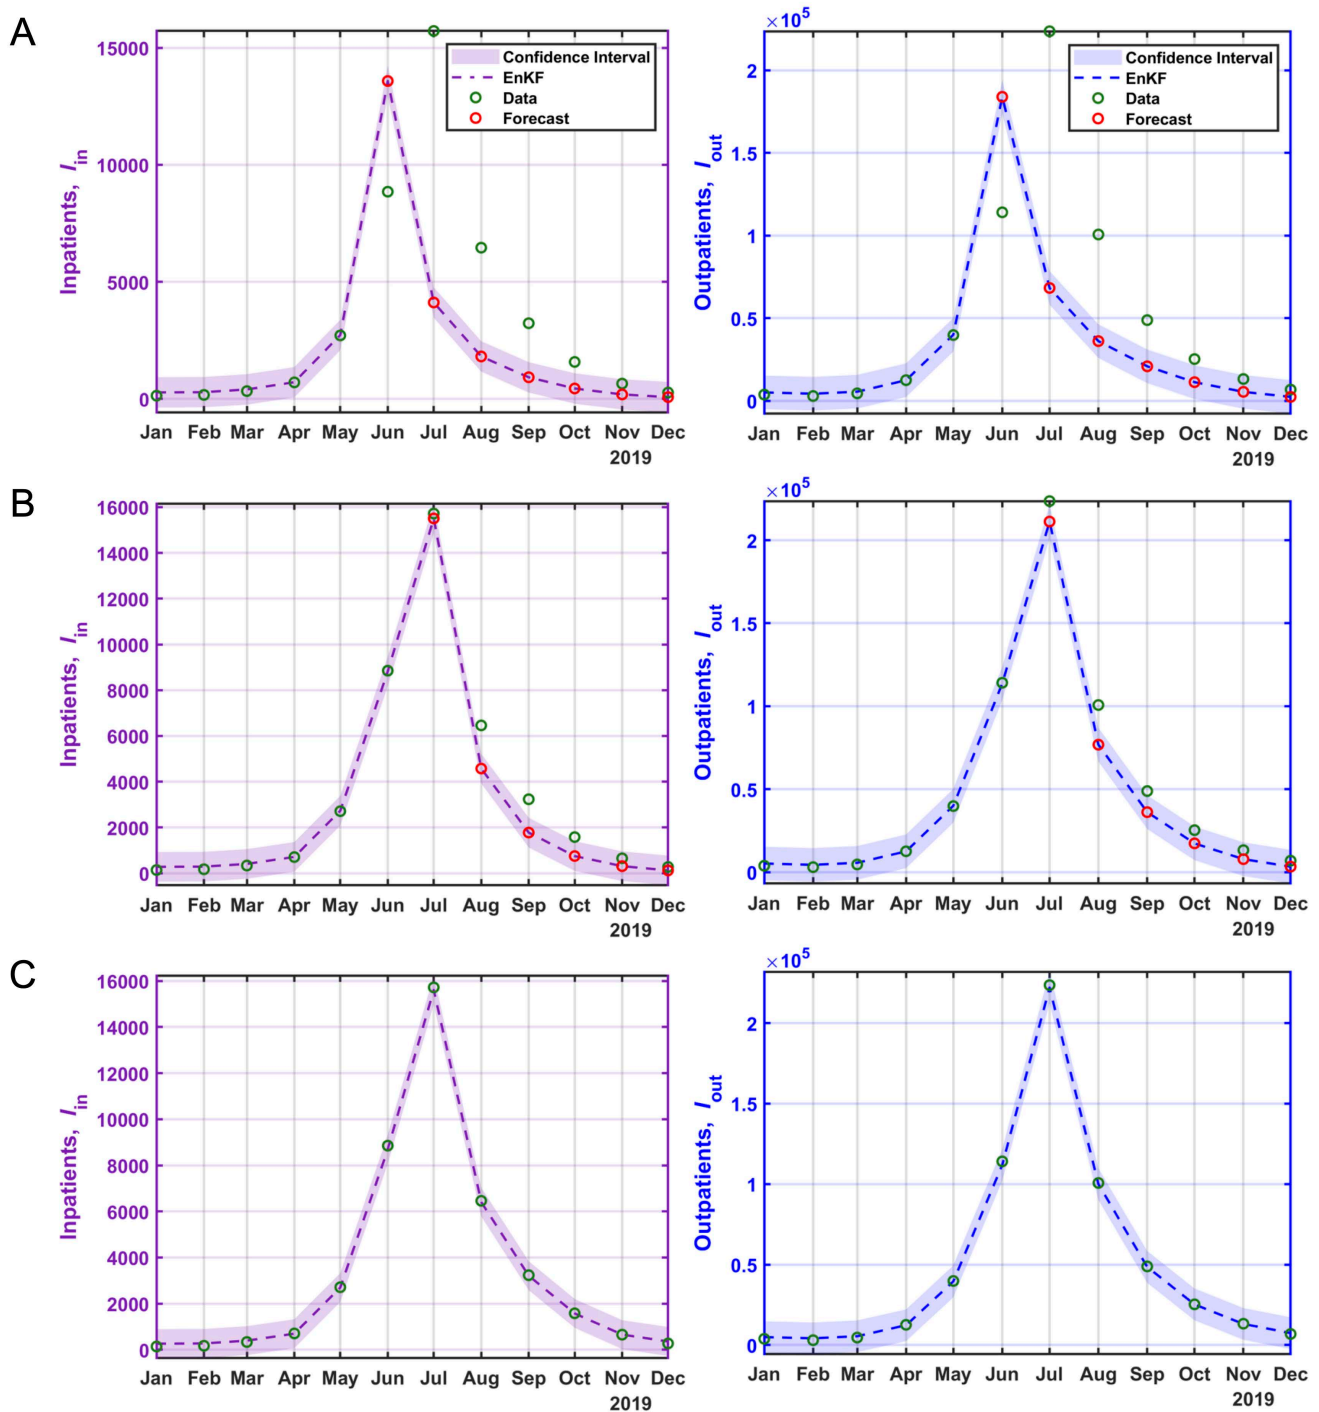 A
15000
10000
5000
0
Inpatients, Iin
Confidence Interval
EnKF
Data
Forecast
Jan Feb Mar Apr May Jun Jul Aug Sep Oct Nov Dec
2019
×10^5
2
1.5
1
0.5
0
Outpatients, Iout
Confidence Interval
EnKF
Data
Forecast
Jan Feb Mar Apr May Jun Jul Aug Sep Oct Nov Dec
2019
B
16000
14000
12000
10000
8000
6000
4000
2000
0
Inpatients, Iin
Jan Feb Mar Apr May Jun Jul Aug Sep Oct Nov Dec
2019
×10^5
2
1.5
1
0.5
0
Outpatients, Iout
Jan Feb Mar Apr May Jun Jul Aug Sep Oct Nov Dec
2019
C
16000
14000
12000
10000
8000
6000
4000
2000
0
Inpatients, Iin
Jan Feb Mar Apr May Jun Jul Aug Sep Oct Nov Dec
2019
×10^5
2
1.5
1
0.5
0
Outpatients, Iout
Jan Feb Mar Apr May Jun Jul Aug Sep Oct Nov Dec
2019